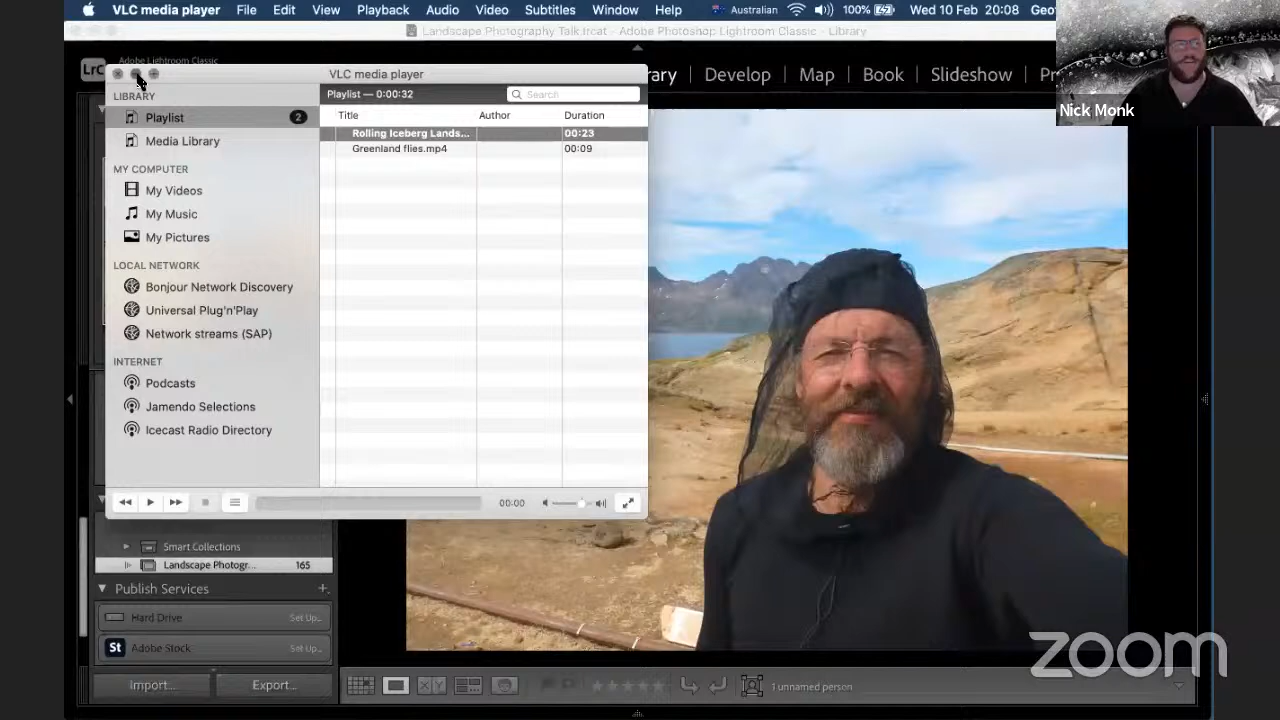 VLC media player File Edit View Playback Audio Video Subtitles Window Help Australian 100% Wed 10 Feb 20:08 Geo
Landscape Photography Talk - Adobe Photoshop Lightroom Classic - Library
LrC Adobe Lightroom Classic
Develop Map Book Slideshow
Nick Monk
VLC media player
LIBRARY
Playlist 2
Media Library
MY COMPUTER
My Videos
My Music
My Pictures
LOCAL NETWORK
Bonjour Network Discovery
Universal Plug'n'Play
Network streams (SAP)
INTERNET
Podcasts
Jamendo Selections
Icecast Radio Directory
Playlist — 0:00:32 Search
Title Author Duration
Rolling Iceberg Lands... 00:23
Greenland flies.mp4 00:09
00:00
Smart Collections
Landscape Photogr... 165
Publish Services +
Hard Drive Set Up...
St Adobe Stock Set Up...
Import... Export...
X Y
1 unnamed person
zoom